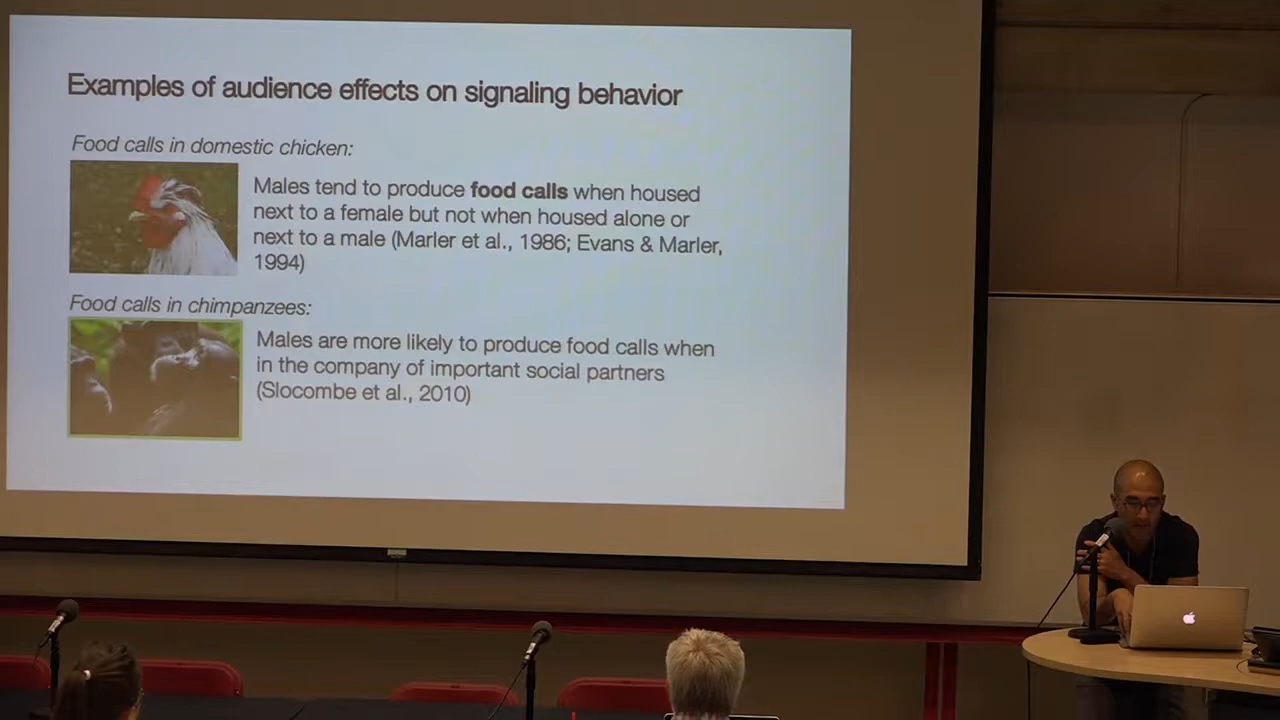 Examples of audience effects on signaling behavior
Food calls in domestic chicken:
Males tend to produce food calls when housed
next to a female but not when housed alone or
next to a male (Marler et al., 1986; Evans & Marler,
1994)
Food calls in chimpanzees:
Males are more likely to produce food calls when
in the company of important social partners
(Slocombe et al., 2010)